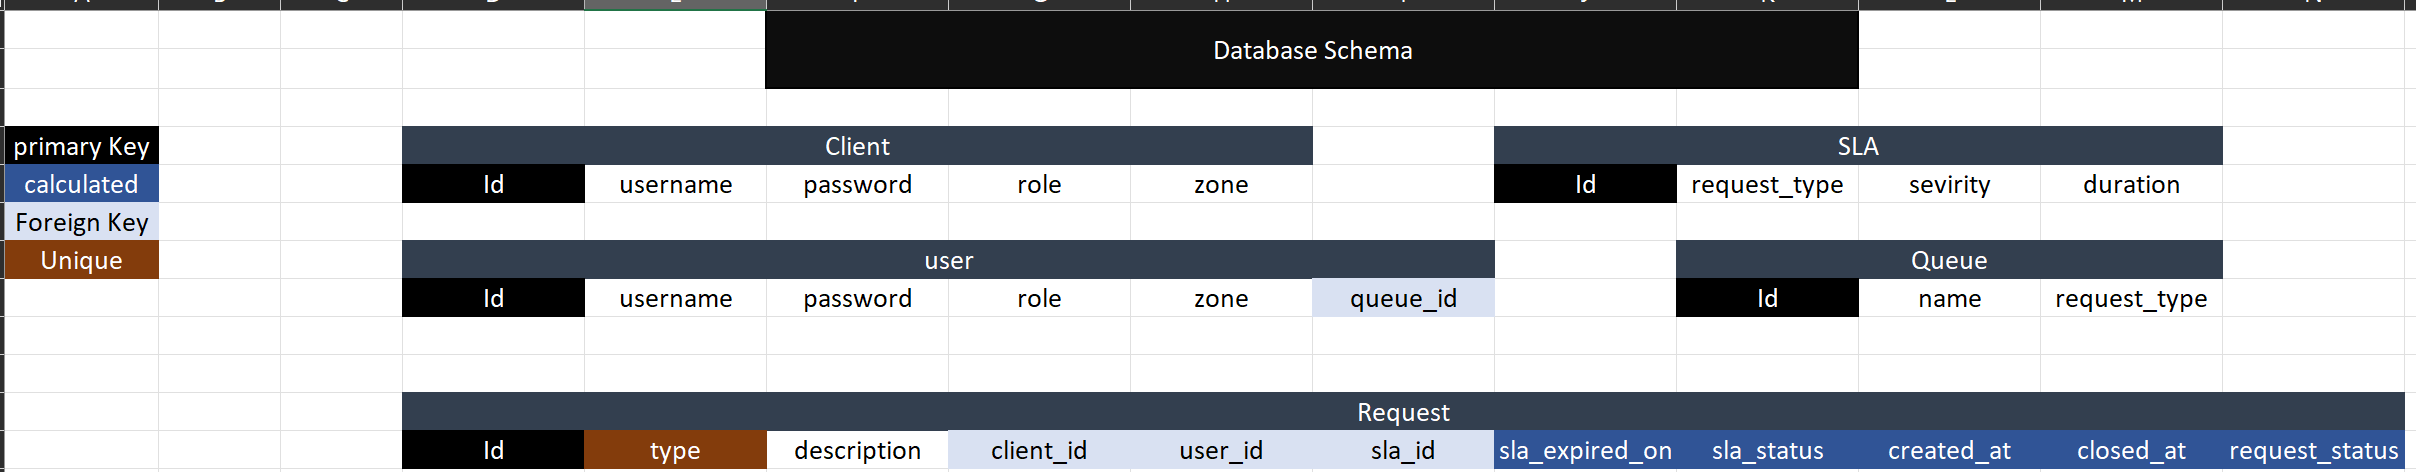 Database Schema
primary Key
Client
SLA
calculated
Id username password role zone
Id request_type sevirity duration
Foreign Key
Unique
user
Queue
Id username password role zone queue_id
Id name request_type
Request
Id type description client_id user_id sla_id sla_expired_on sla_status created_at closed_at request_status